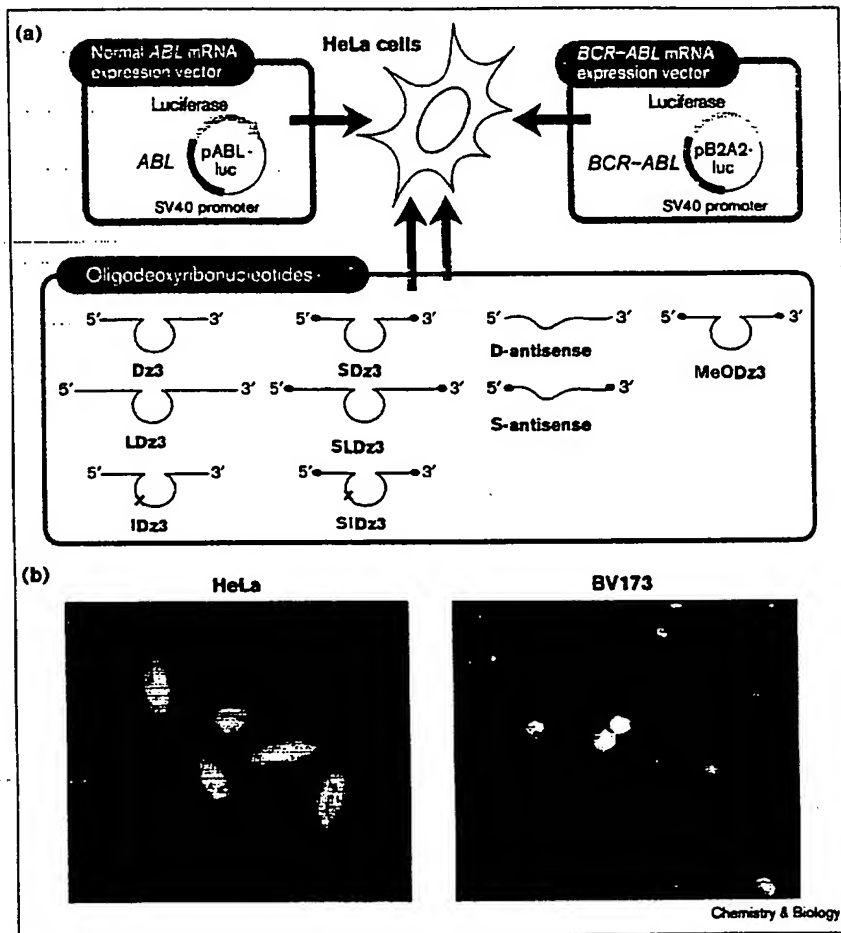 (a)
Normal ABL mRNA
expression vector
Luciferase
ABL
pABL-
luc
SV40 promoter
HeLa cells
BCR–ABL mRNA
expression vector
Luciferase
BCR–ABL
pB2A2-
luc
SV40 promoter
Oligodeoxyribonucleotides
5′ 3′
Dz3
5′ 3′
SDz3
5′ 3′
D-antisense
5′ 3′
MeODz3
5′ 3′
LDz3
5′ 3′
SLDz3
5′ 3′
S-antisense
5′ 3′
IDz3
5′ 3′
SIDz3
(b)
HeLa
BV173
Chemistry & Biology